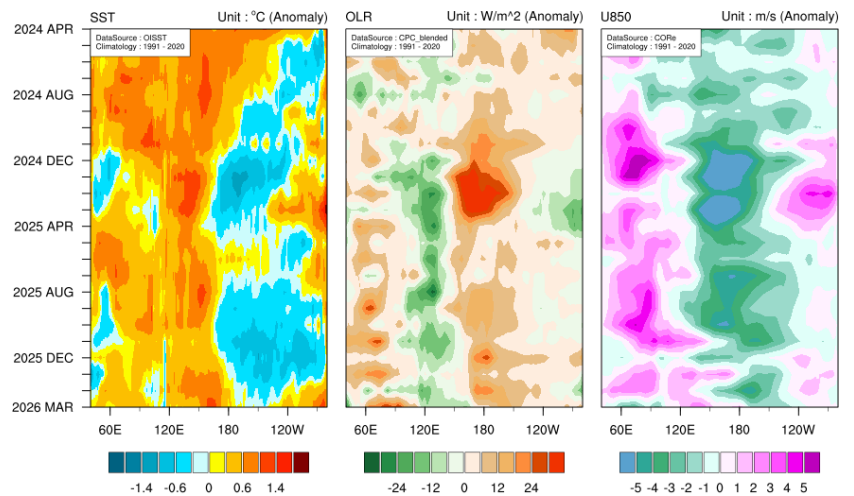 SST Unit : °C (Anomaly)
DataSource : OISST
Climatology : 1991 - 2020
2024 APR
2024 AUG
2024 DEC
2025 APR
2025 AUG
2025 DEC
2026 MAR
60E 120E 180 120W
-1.4 -0.6 0 0.6 1.4
OLR Unit : W/m^2 (Anomaly)
DataSource : CPC_blended
Climatology : 1991 - 2020
60E 120E 180 120W
-24 -12 0 12 24
U850 Unit : m/s (Anomaly)
DataSource : CORe
Climatology : 1991 - 2020
60E 120E 180 120W
-5 -4 -3 -2 -1 0 1 2 3 4 5